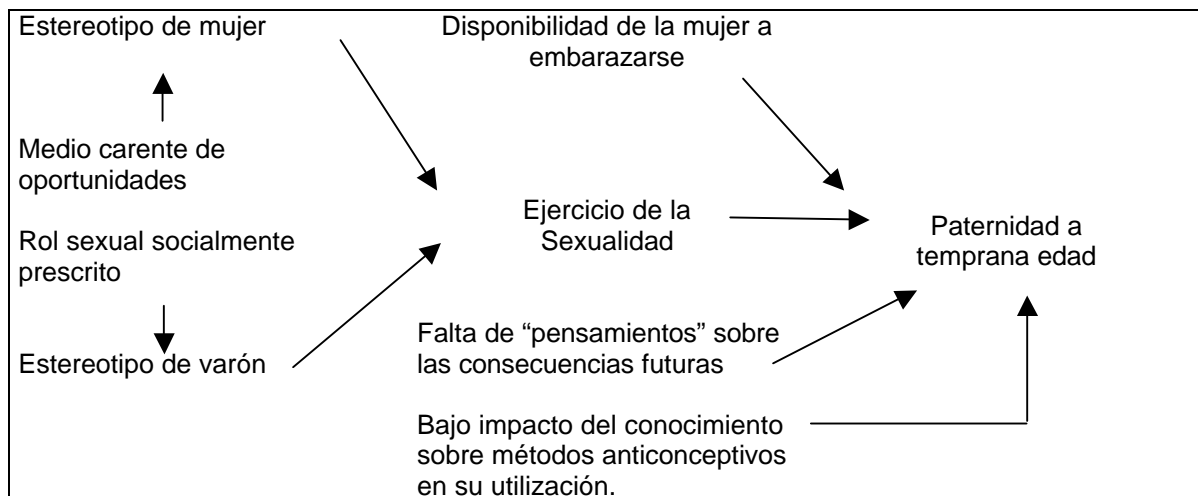 Estereotipo de mujer
Disponibilidad de la mujer a
embarazarse
Medio carente de
oportunidades
Rol sexual socialmente
prescrito
Estereotipo de varón
Ejercicio de la
Sexualidad
Falta de “pensamientos” sobre
las consecuencias futuras
Bajo impacto del conocimiento
sobre métodos anticonceptivos
en su utilización.
Paternidad a
temprana edad